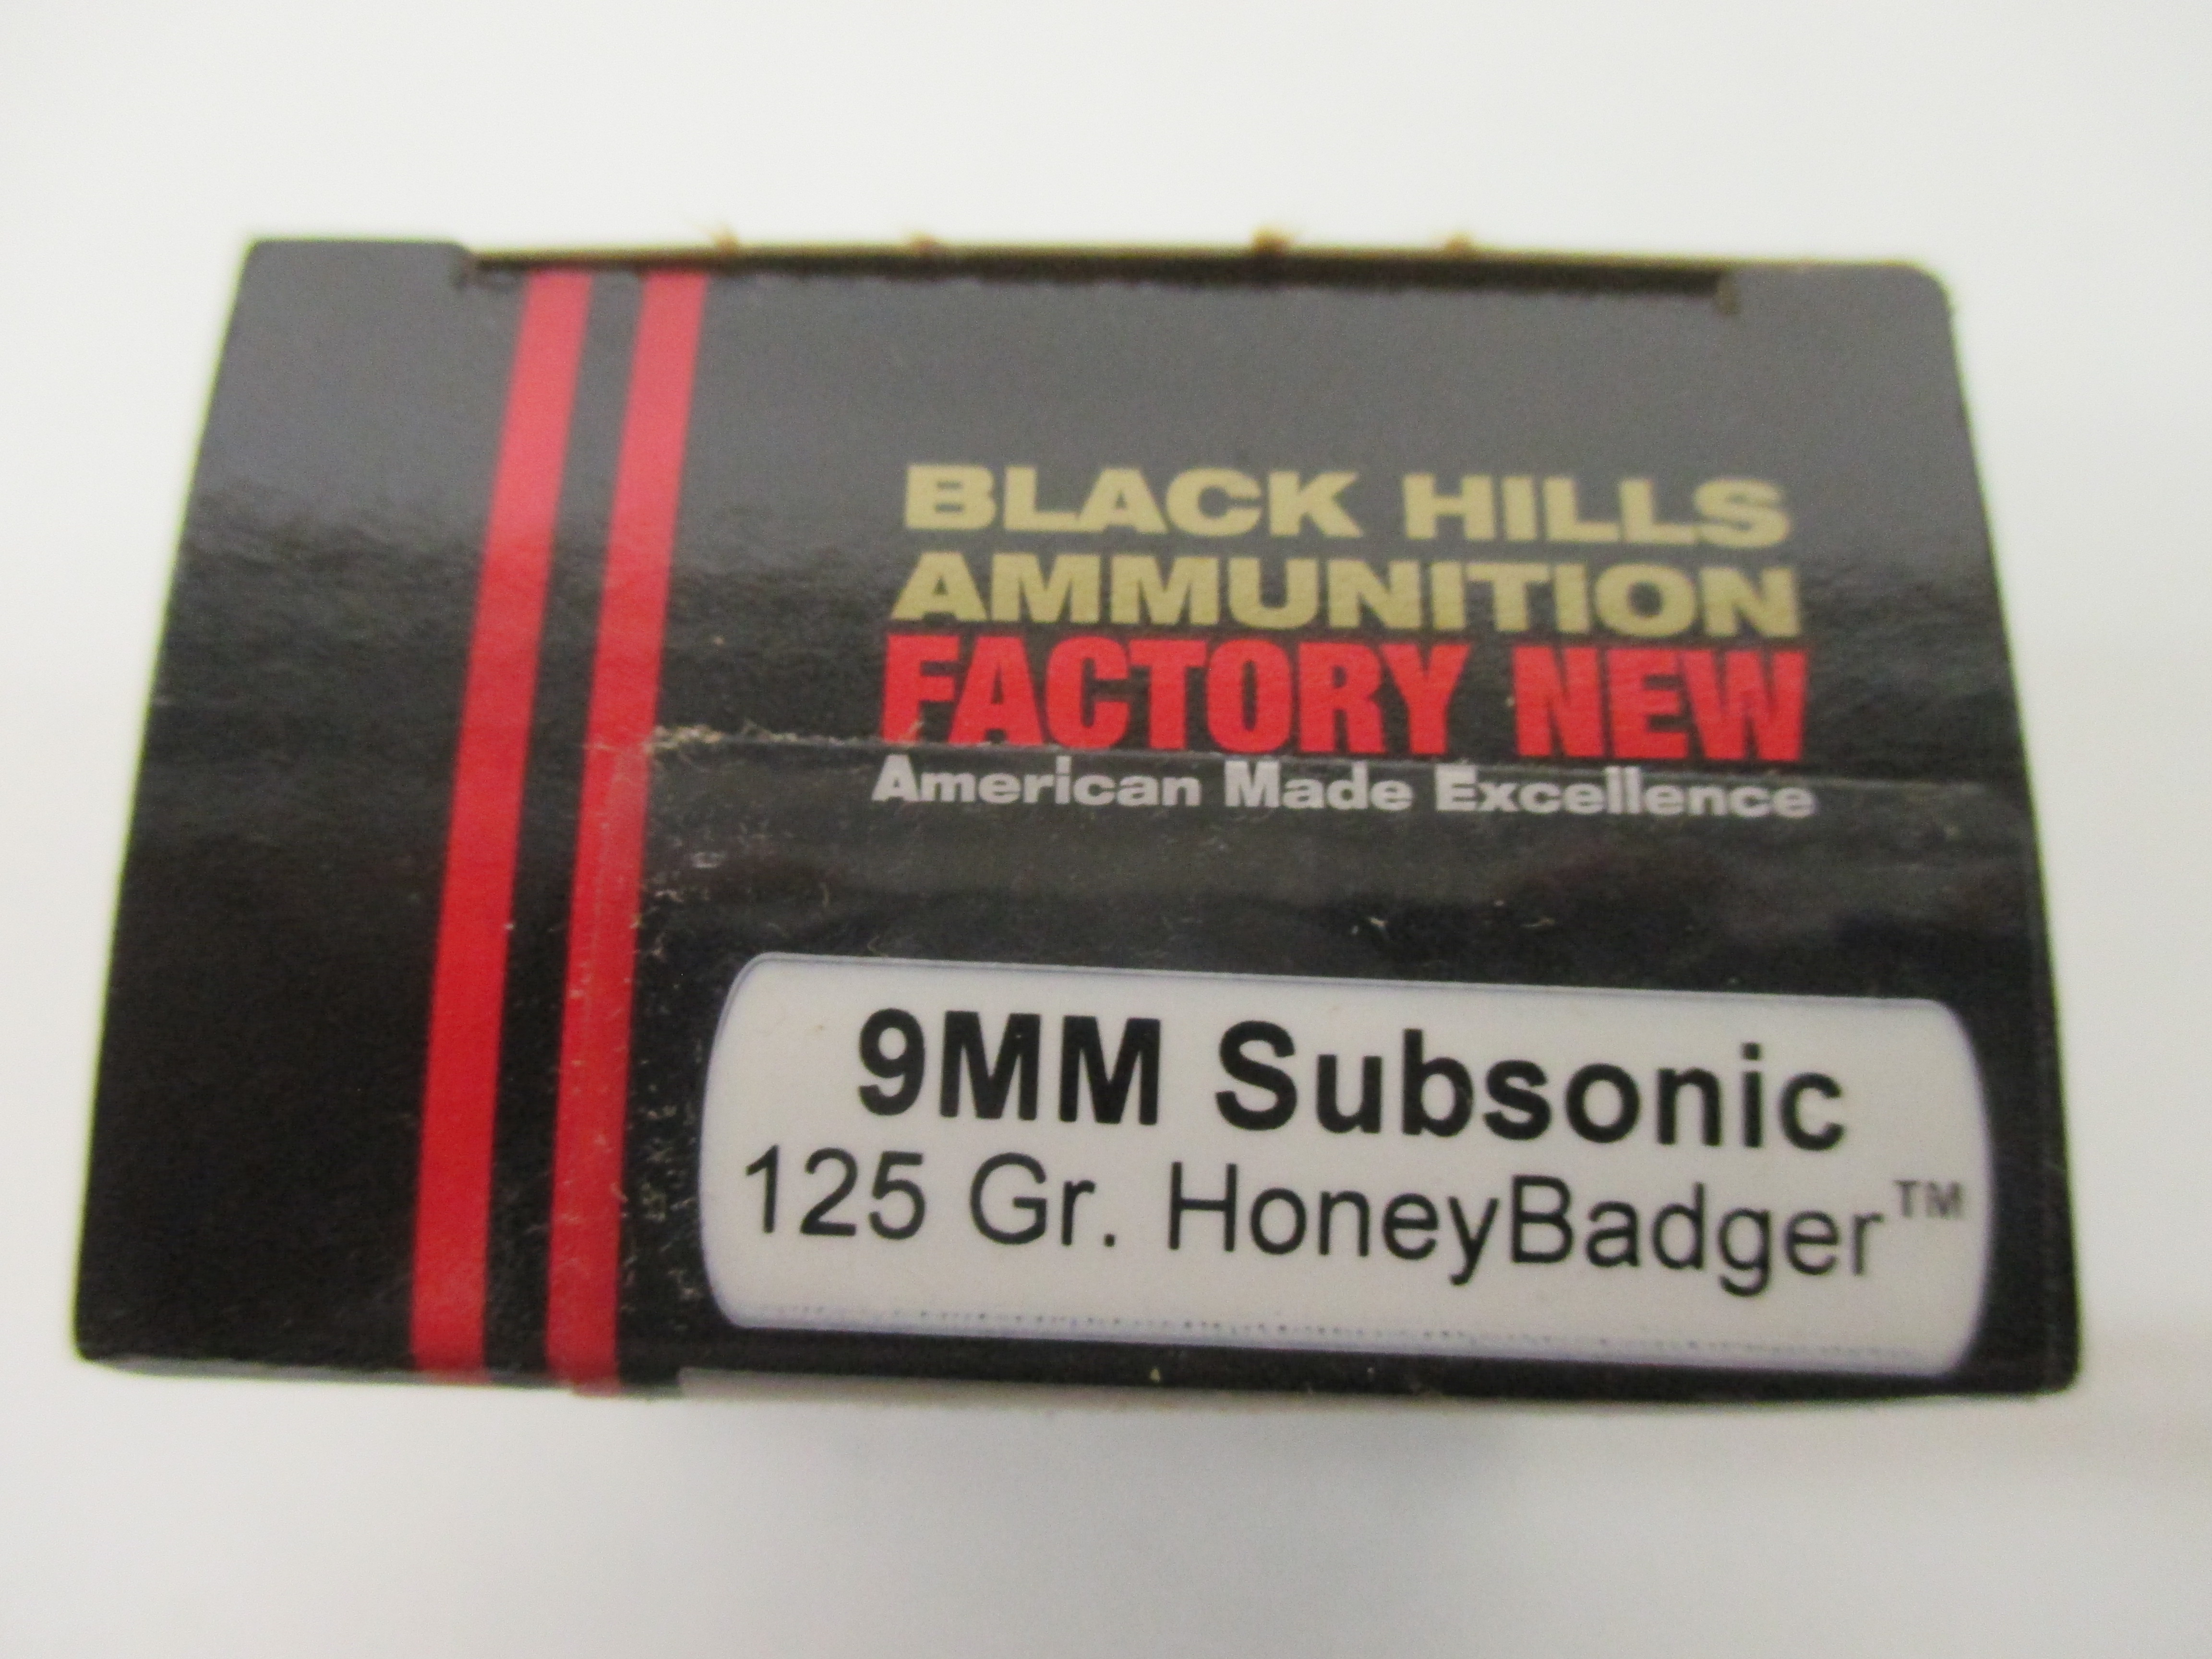 BLACK HILLS
AMMUNITION
FACTORY NEW
American Made Excellence
9MM Subsonic
125 Gr. HoneyBadger™